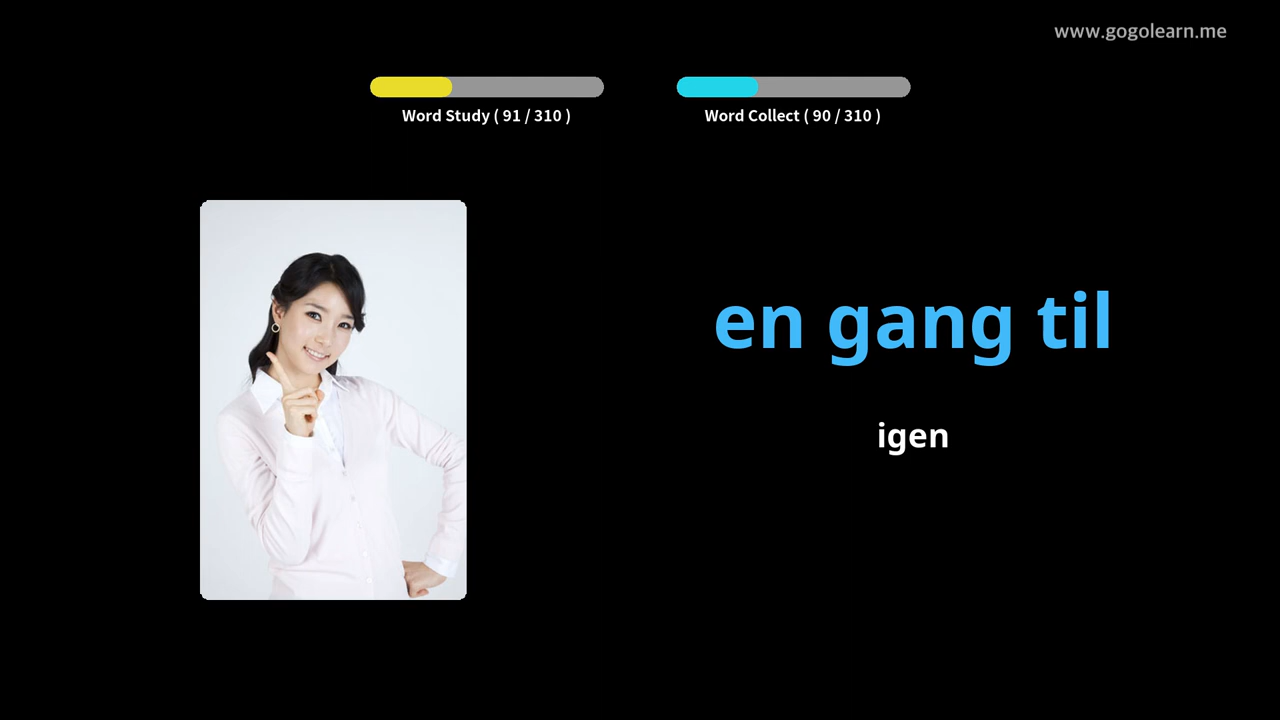 www.gogolearn.me
Word Study ( 91 / 310 )
Word Collect ( 90 / 310 )
en gang til
igen